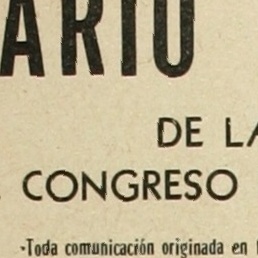 ARIO
DE LA
CONGRESO
-Toda comunicación originada en